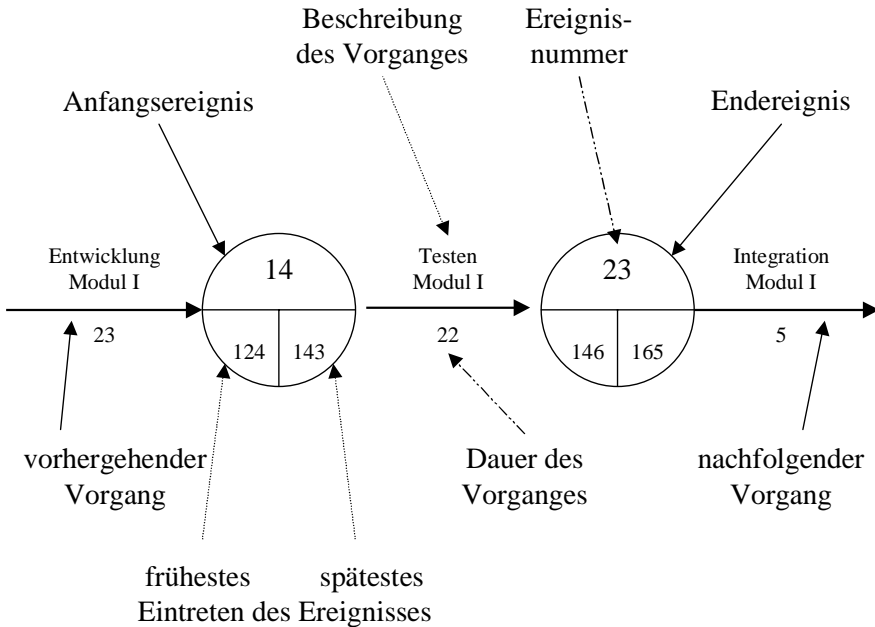 Beschreibung
des Vorganges
Ereignis-
nummer
Anfangsereignis
Endereignis
Entwicklung
Modul I
23
14
124
143
Testen
Modul I
22
23
146
165
Integration
Modul I
5
vorhergehender
Vorgang
Dauer des
Vorganges
nachfolgender
Vorgang
frühestes spätestes
Eintreten des Ereignisses